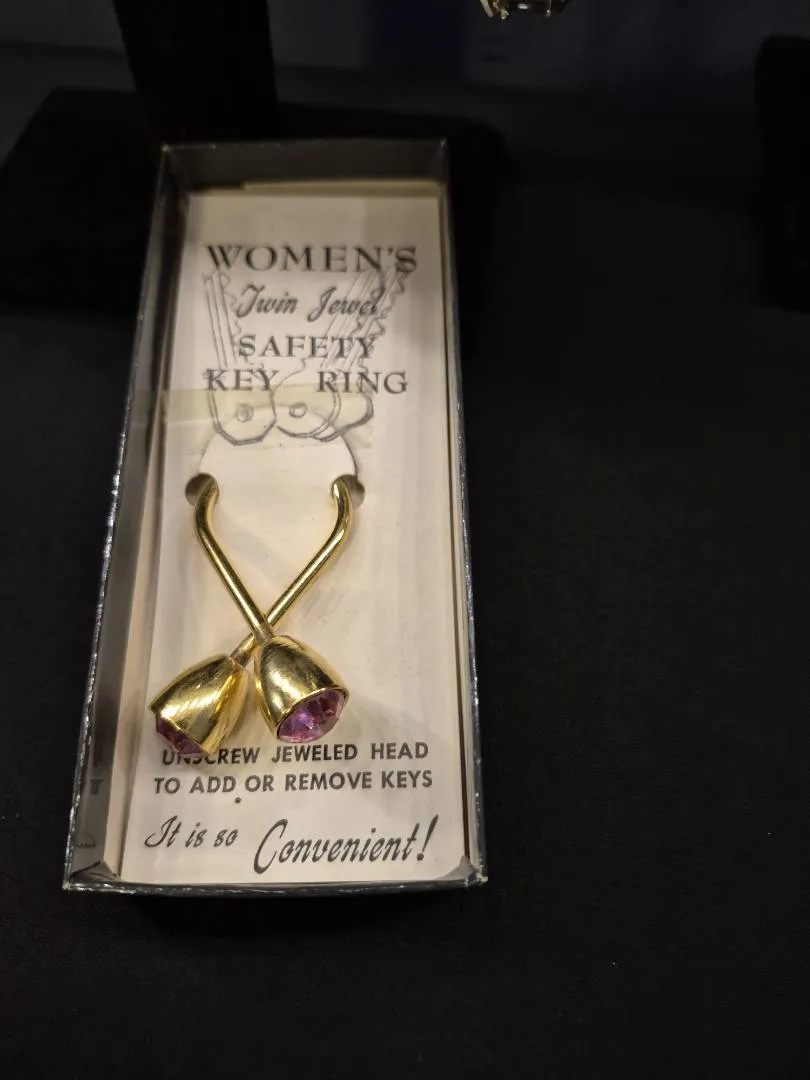 WOMEN'S
Twin Jewel
SAFETY
KEY RING
UNSCREW JEWELED HEAD
TO ADD OR REMOVE KEYS
It is so Convenient!